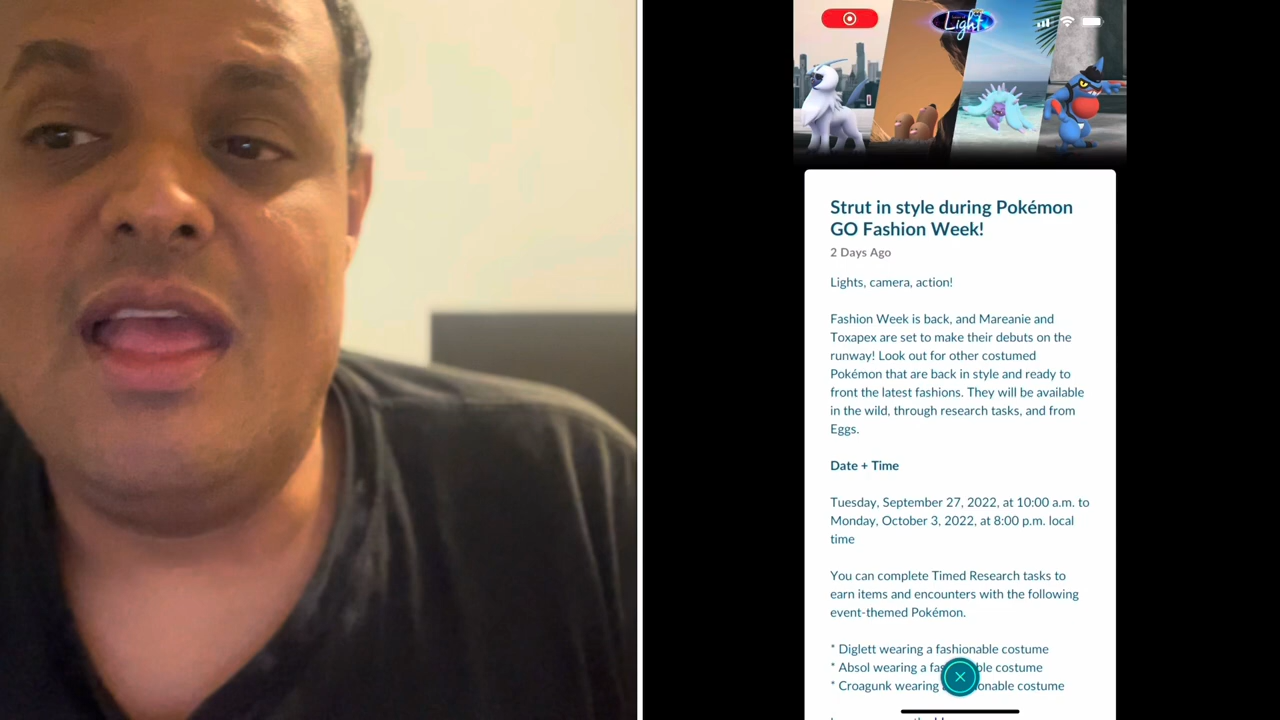 Light
Strut in style during Pokémon
GO Fashion Week!
2 Days Ago
Lights, camera, action!
Fashion Week is back, and Mareanie and
Toxapex are set to make their debuts on the
runway! Look out for other costumed
Pokémon that are back in style and ready to
front the latest fashions. They will be available
in the wild, through research tasks, and from
Eggs.
Date + Time
Tuesday, September 27, 2022, at 10:00 a.m. to
Monday, October 3, 2022, at 8:00 p.m. local
time
You can complete Timed Research tasks to
earn items and encounters with the following
event-themed Pokémon.
* Diglett wearing a fashionable costume
* Absol wearing a fashionable costume
* Croagunk wearing a fashionable costume